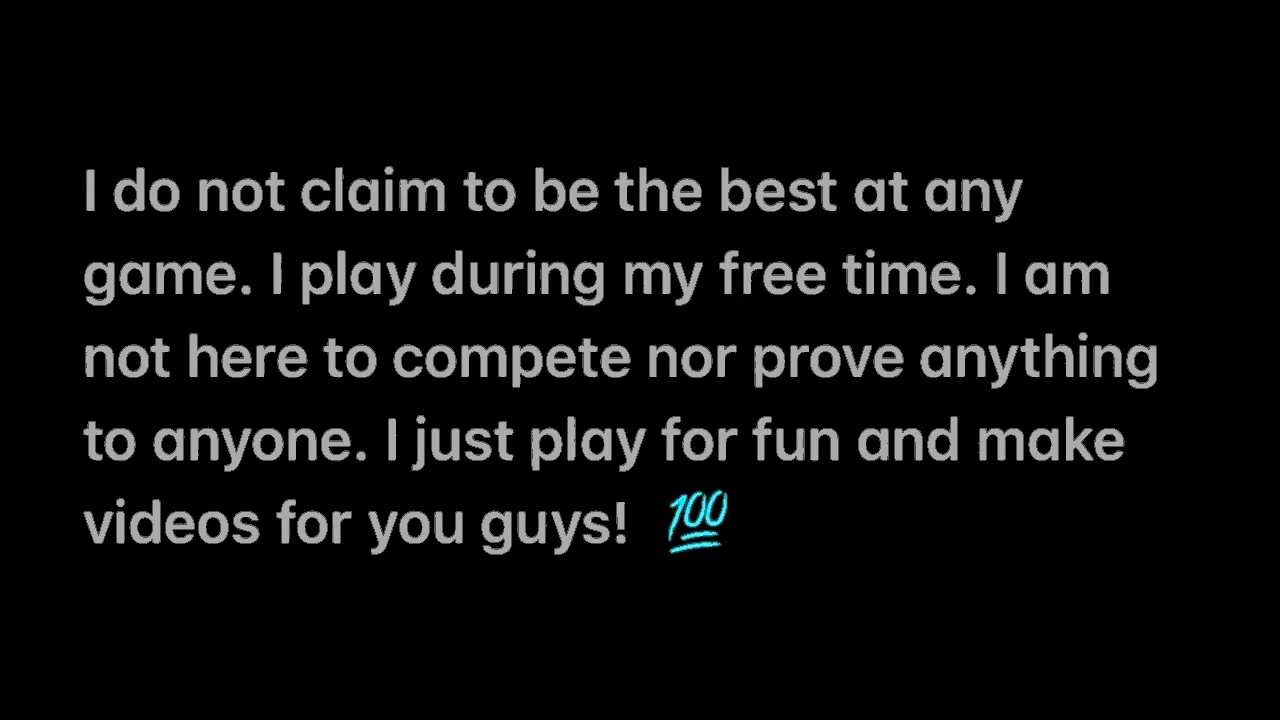 I do not claim to be the best at any
game. I play during my free time. I am
not here to compete nor prove anything
to anyone. I just play for fun and make
videos for you guys! 💯